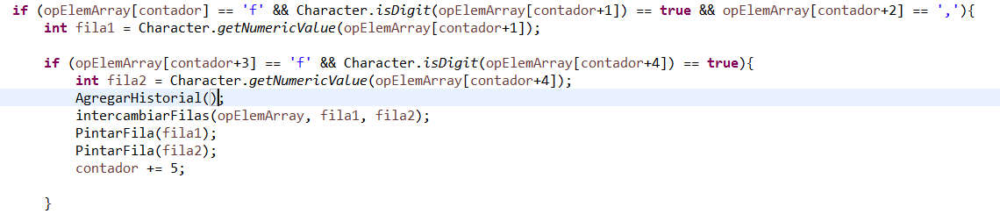 if (opElemArray[contador] == 'f' && Character.isDigit(opElemArray[contador+1]) == true && opElemArray[contador+2] == ','){
int fila1 = Character.getNumericValue(opElemArray[contador+1]);
if (opElemArray[contador+3] == 'f' && Character.isDigit(opElemArray[contador+4]) == true){
int fila2 = Character.getNumericValue(opElemArray[contador+4]);
AgregarHistorial();
intercambiarFilas(opElemArray, fila1, fila2);
PintarFila(fila1);
PintarFila(fila2);
contador += 5;
}